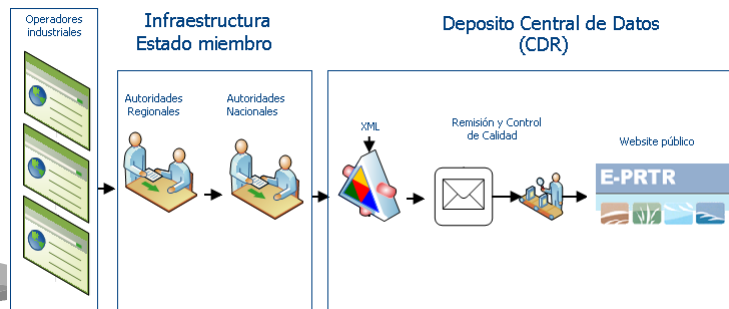 Operadores
industriales
Infraestructura
Estado miembro
Autoridades
Regionales
Autoridades
Nacionales
Deposito Central de Datos
(CDR)
XML
Remisión y Control
de Calidad
Website público
E-PRTR